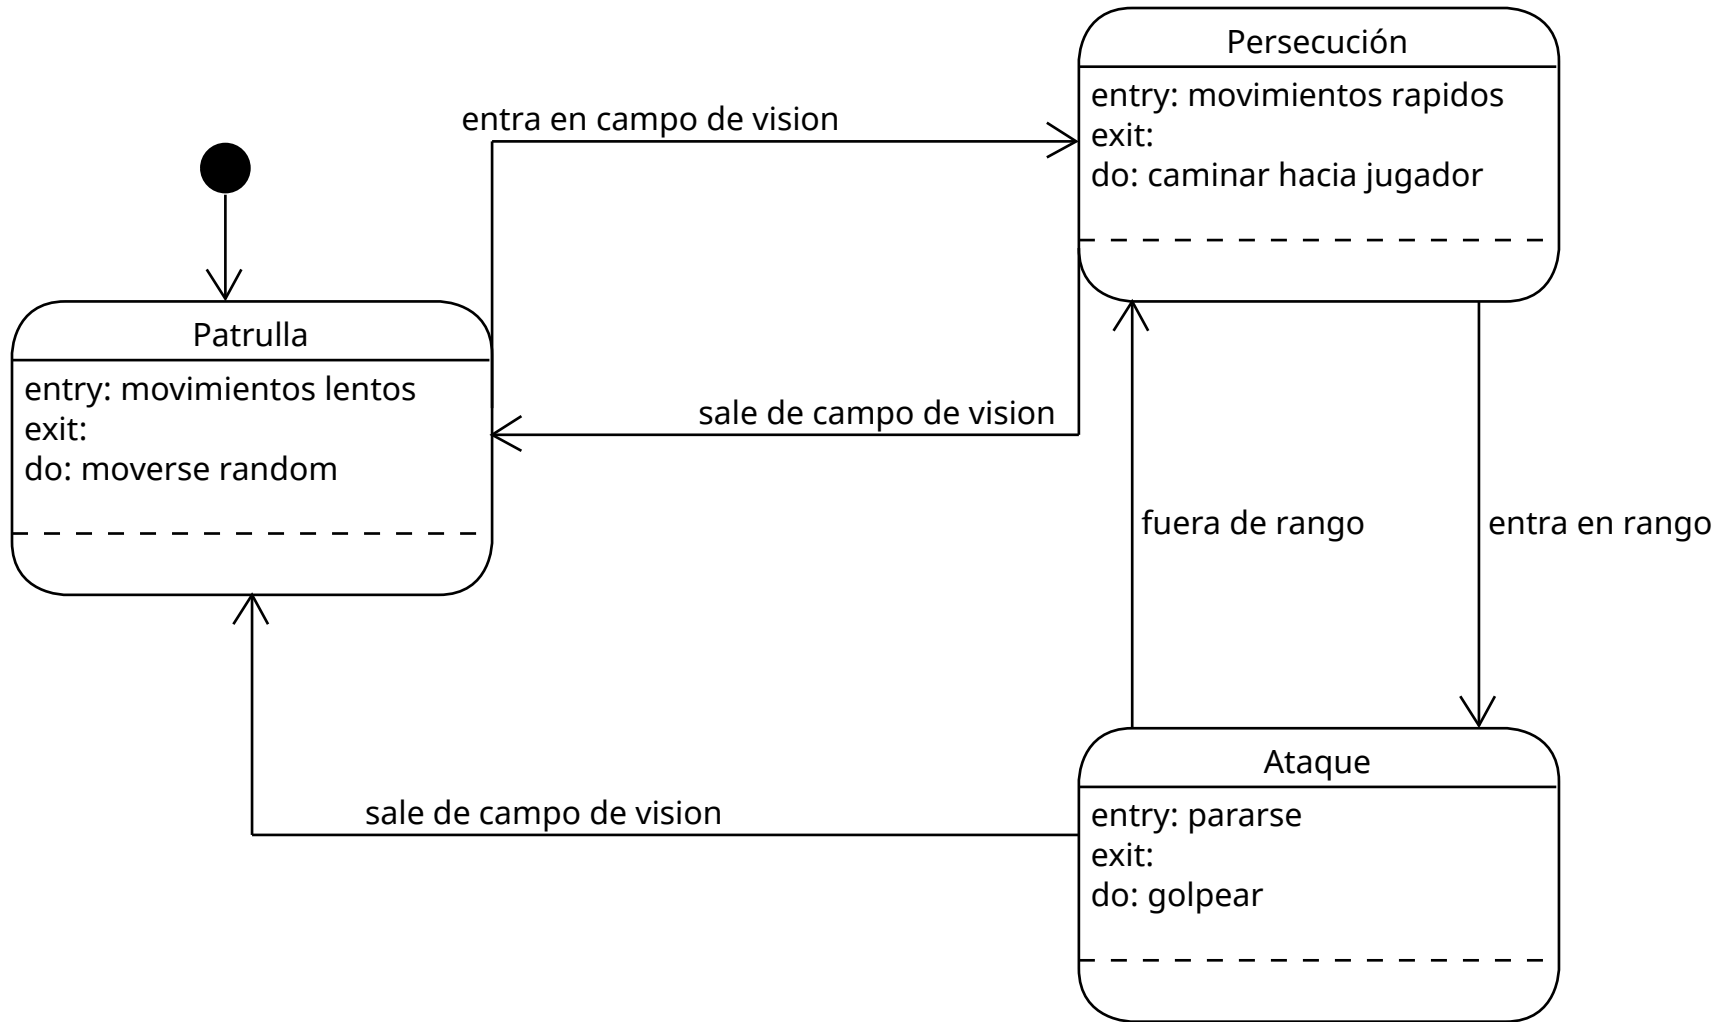 Persecución
entry: movimientos rapidos
exit:
do: caminar hacia jugador
entra en campo de vision
Patrulla
entry: movimientos lentos
exit:
do: moverse random
sale de campo de vision
fuera de rango
entra en rango
Ataque
entry: pararse
exit:
do: golpear
sale de campo de vision